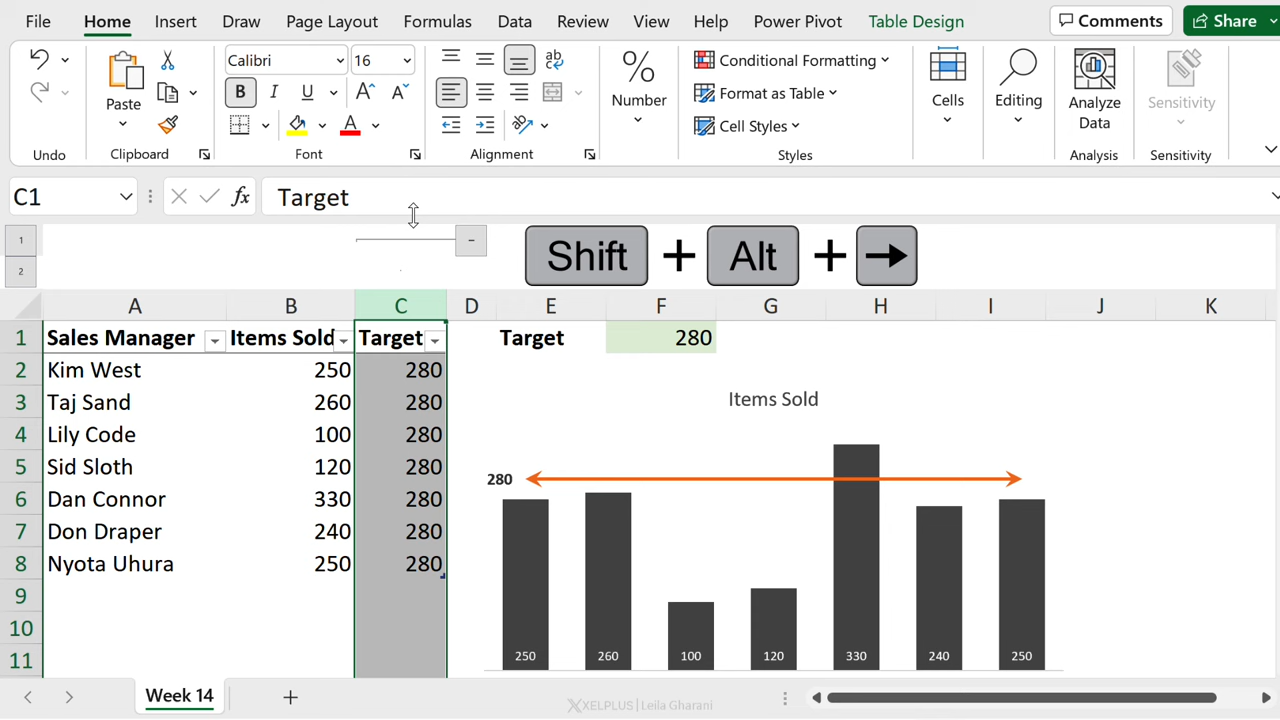 File Home Insert Draw Page Layout Formulas Data Review View Help Power Pivot Table Design Comments Share
Calibri 16 Conditional Formatting
Format as Table
Cell Styles
B I U A A A
Paste % Number Cells Editing Analyze Data Sensitivity
Undo Clipboard Font Alignment Styles Analysis Sensitivity
C1 fx Target
1
2
Shift + Alt + →
A B C D E F G H I J K
1 Sales Manager Items Sold Target Target 280
2 Kim West 250 280
3 Taj Sand 260 280
4 Lily Code 100 280
5 Sid Sloth 120 280
6 Dan Connor 330 280
7 Don Draper 240 280
8 Nyota Uhura 250 280
9
10
11
Items Sold
280
250 260 100 120 330 240 250
Week 14
XELPLUS | Leila Gharani